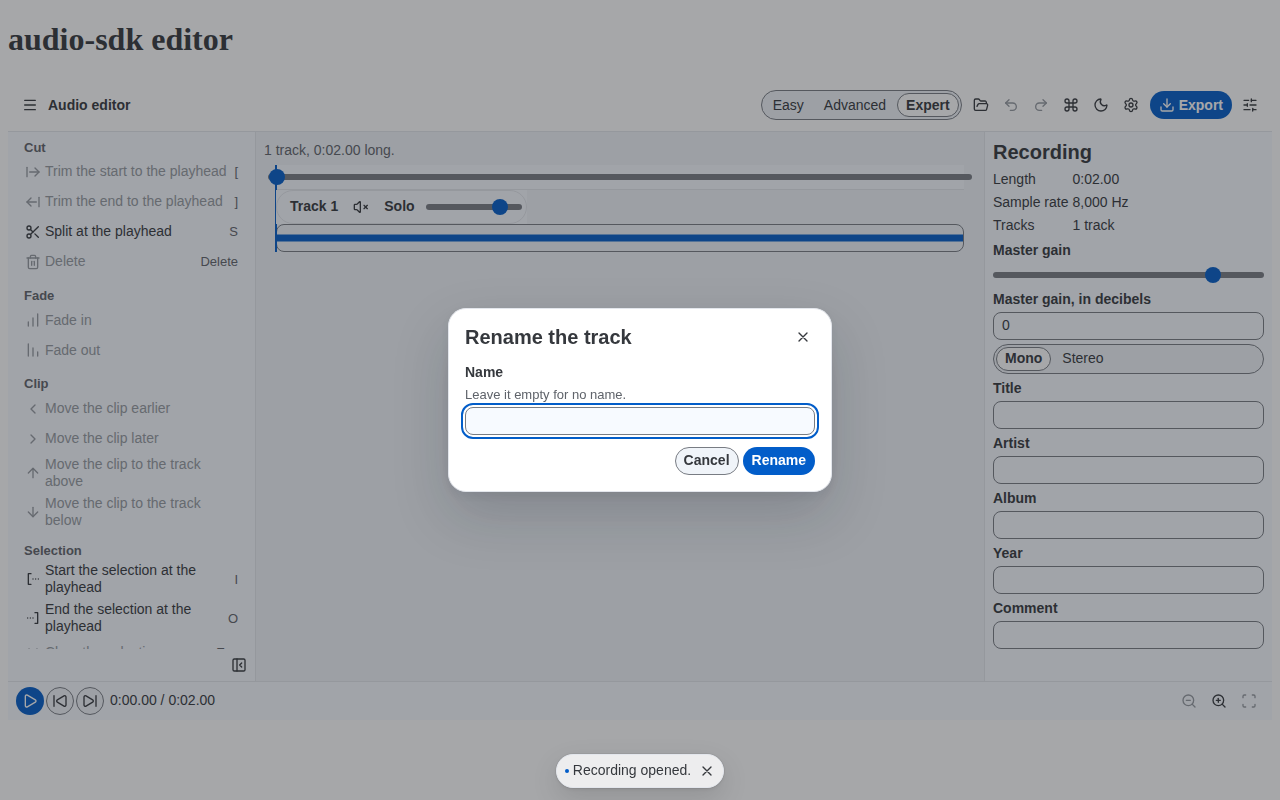 audio-sdk editor
Audio editor
Easy Advanced Expert
Export
Cut
Trim the start to the playhead [
Trim the end to the playhead ]
Split at the playhead S
Delete Delete
Fade
Fade in
Fade out
Clip
Move the clip earlier
Move the clip later
Move the clip to the track
above
Move the clip to the track
below
Selection
Start the selection at the
playhead I
End the selection at the
playhead O
1 track, 0:02.00 long.
Track 1 Solo
Rename the track
Name
Leave it empty for no name.
Cancel Rename
Recording
Length 0:02.00
Sample rate 8,000 Hz
Tracks 1 track
Master gain
Master gain, in decibels
0
Mono Stereo
Title
Artist
Album
Year
Comment
0:00.00 / 0:02.00
Recording opened.